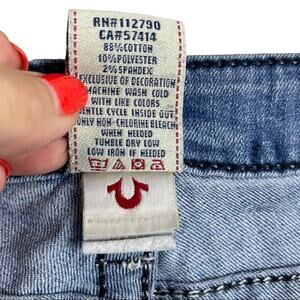 RN#112790
CA#57414
88%COTTON
10%POLYESTER
2%SPANDEX
EXCLUSIVE OF DECORATION
MACHINE WASH COLD
WITH LIKE COLORS
GENTLE CYCLE INSIDE OUT
ONLY NON-CHLORINE BLEACH
WHEN NEEDED
TUMBLE DRY LOW
LOW IRON IF NEEDED